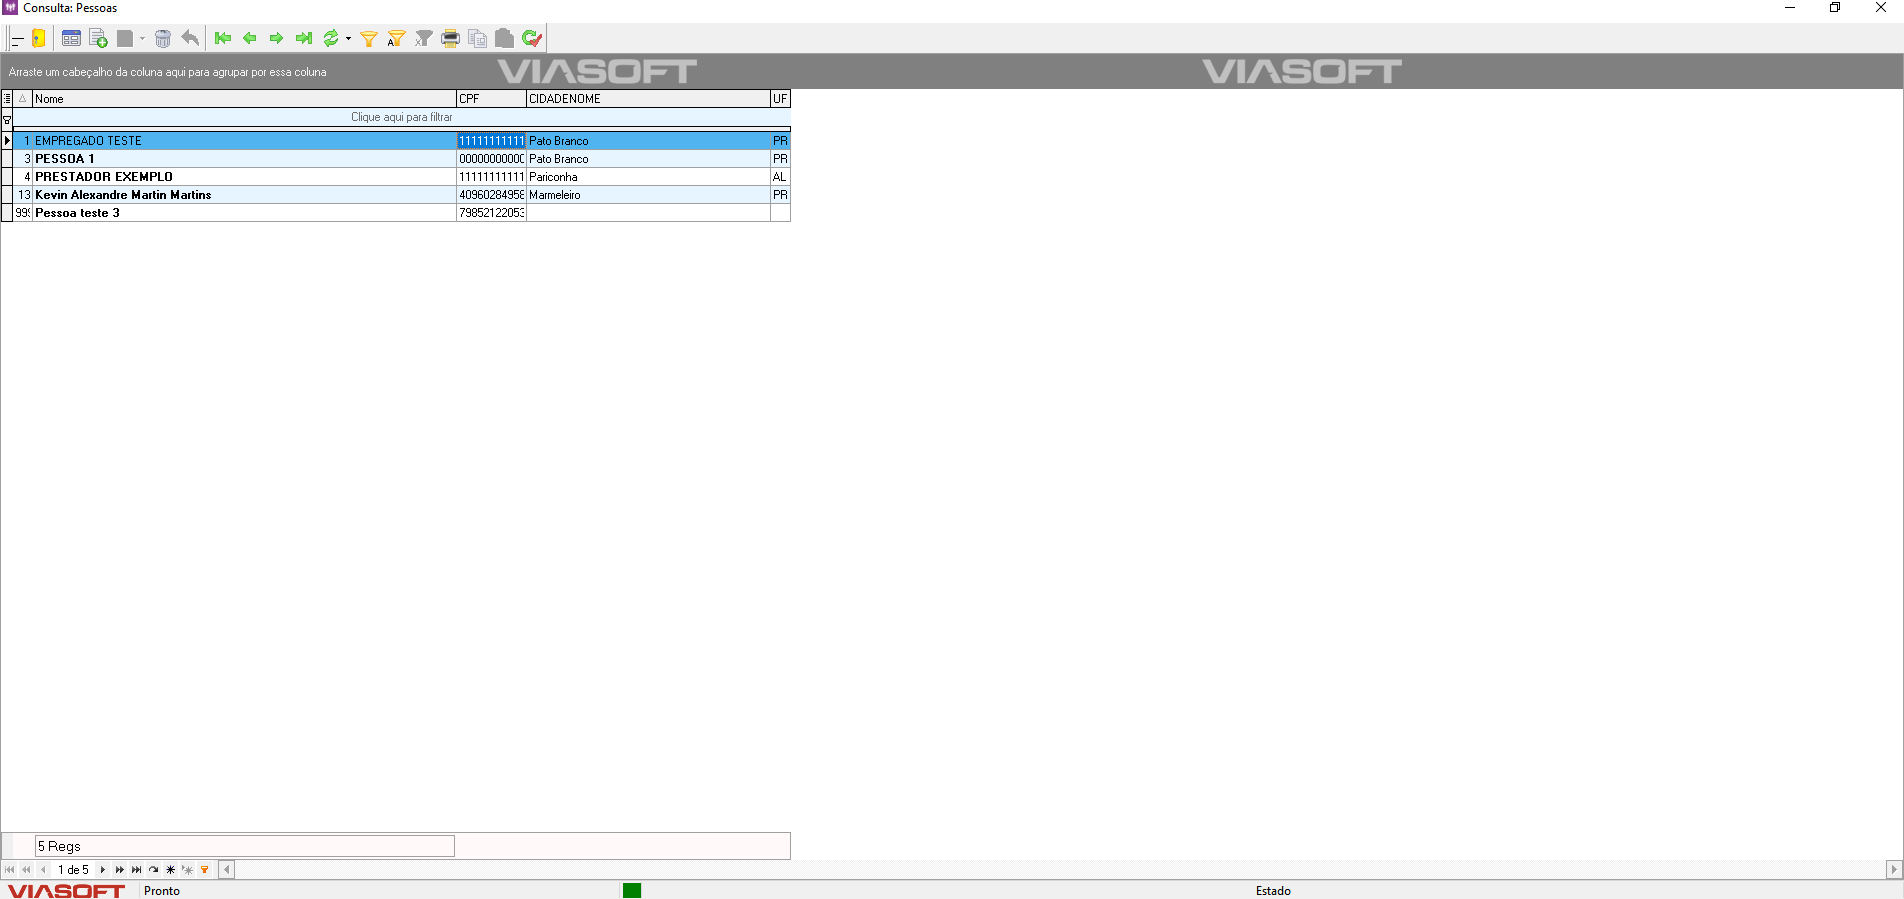 Consulta: Pessoas
Arraste um cabeçalho da coluna aqui para agrupar por essa coluna
VIASOFT VIASOFT
Nome CPF CIDADENOME UF
Clique aqui para filtrar
1 EMPREGADO TESTE 11111111111 Pato Branco PR
3 PESSOA 1 00000000000 Pato Branco PR
4 PRESTADOR EXEMPLO 11111111111 Pariconha AL
13 Kevin Alexandre Martin Martins 40960284958 Marmeleiro PR
999 Pessoa teste 3 79852122053
5 Regs
1 de 5
VIASOFT Pronto Estado